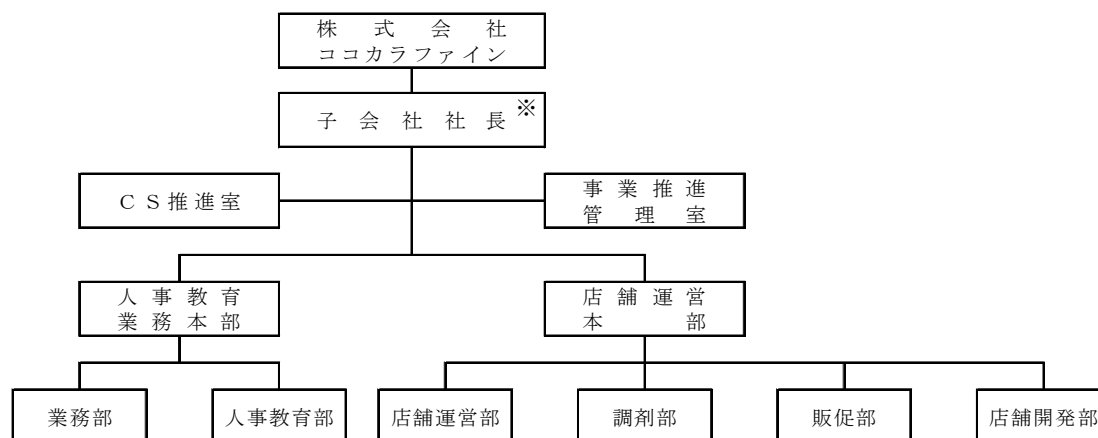 株式会社
ココカラファイン
子会社社長※
CS推進室
事業推進
管理室
人事教育
業務本部
店舗運営
本部
業務部
人事教育部
店舗運営部
調剤部
販促部
店舗開発部